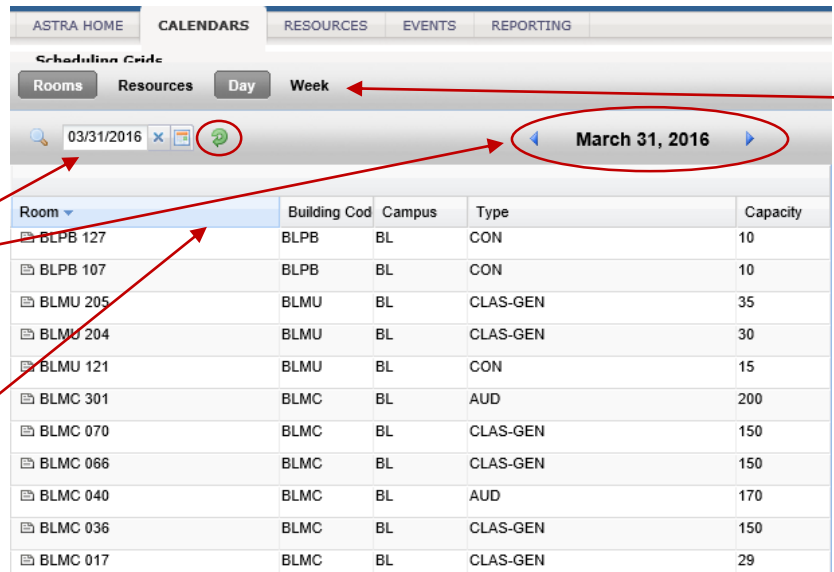 ASTRA HOME CALENDARS RESOURCES EVENTS REPORTING
Scheduling Grids
Rooms Resources Day Week
03/31/2016 March 31, 2016
Room Building Cod Campus Type Capacity
BLPB 127 BLPB BL CON 10
BLPB 107 BLPB BL CON 10
BLMU 205 BLMU BL CLAS-GEN 35
BLMU 204 BLMU BL CLAS-GEN 30
BLMU 121 BLMU BL CON 15
BLMC 301 BLMC BL AUD 200
BLMC 070 BLMC BL CLAS-GEN 150
BLMC 066 BLMC BL CLAS-GEN 150
BLMC 040 BLMC BL AUD 170
BLMC 036 BLMC BL CLAS-GEN 150
BLMC 017 BLMC BL CLAS-GEN 29